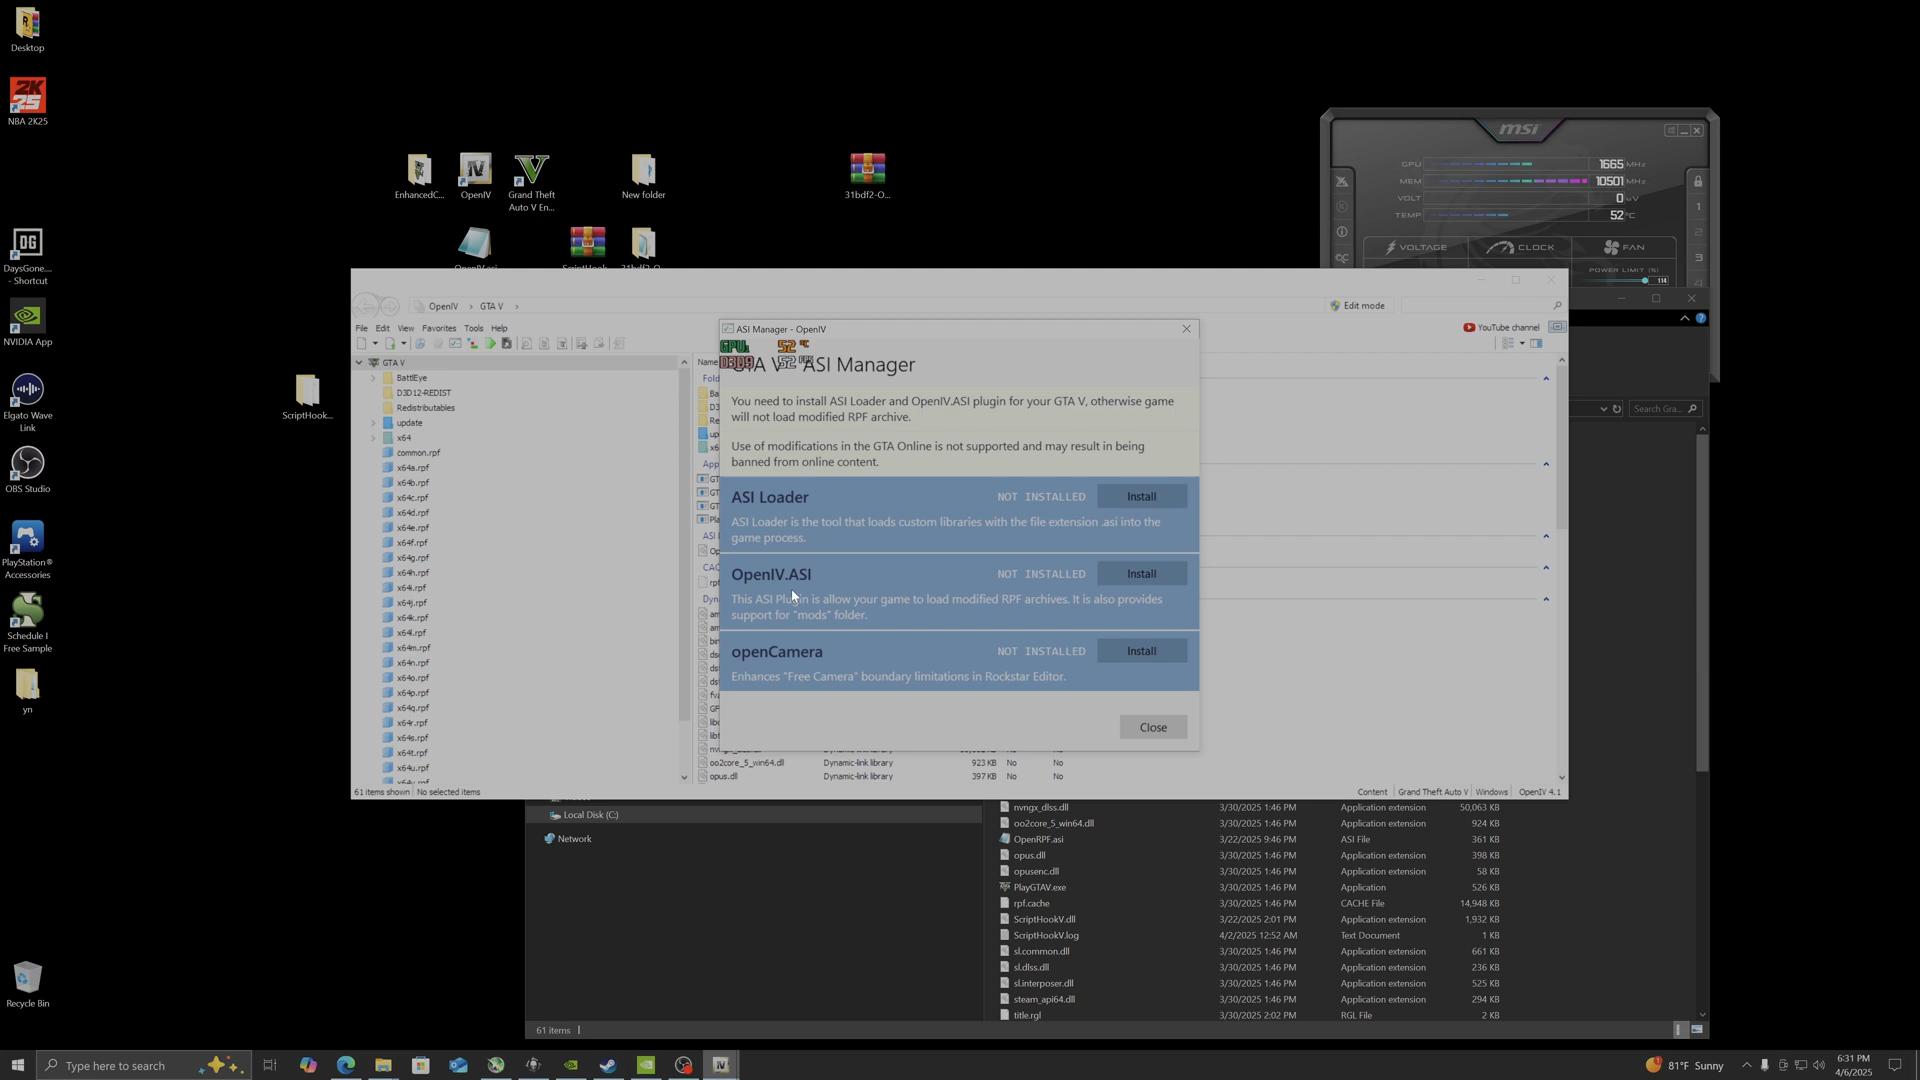 Desktop
NBA 2K25
DaysGone....
- Shortcut
NVIDIA App
Elgato Wave
Link
OBS Studio
PlayStation®
Accessories
Schedule I
Free Sample
yn
Recycle Bin
EnhancedC...
OpenIV
Grand Theft
Auto V En...
New folder
31bdf2-O...
ScriptHook...
msi
GPU 1665 MHz
MEM 10501 MHz
VOLT 0
TEMP 52 °C
VOLTAGE CLOCK FAN
POWER LIMIT (%)
114
OpenIV GTA V
Edit mode
File Edit View Favorites Tools Help
YouTube channel
GTA V
BattlEye
D3D12-REDIST
Redistributables
update
x64
common.rpf
x64a.rpf
x64b.rpf
x64c.rpf
x64d.rpf
x64e.rpf
x64f.rpf
x64g.rpf
x64h.rpf
x64i.rpf
x64j.rpf
x64k.rpf
x64l.rpf
x64m.rpf
x64n.rpf
x64o.rpf
x64p.rpf
x64q.rpf
x64r.rpf
x64s.rpf
x64t.rpf
x64u.rpf
ASI Manager - OpenIV
GPU 52 °C
D3D9 52 FPS
ASI Manager
You need to install ASI Loader and OpenIV.ASI plugin for your GTA V, otherwise game
will not load modified RPF archive.
Use of modifications in the GTA Online is not supported and may result in being
banned from online content.
ASI Loader NOT INSTALLED Install
ASI Loader is the tool that loads custom libraries with the file extension .asi into the
game process.
OpenIV.ASI NOT INSTALLED Install
This ASI Plugin is allow your game to load modified RPF archives. It is also provides
support for "mods" folder.
openCamera NOT INSTALLED Install
Enhances "Free Camera" boundary limitations in Rockstar Editor.
Close
oo2core_5_win64.dll Dynamic-link library 923 KB No No
opus.dll Dynamic-link library 397 KB No No
61 items shown No selected items
Content Grand Theft Auto V Windows OpenIV 4.1
Search Gra...
Local Disk (C:)
Network
nvngx_dlss.dll 3/30/2025 1:46 PM Application extension 50,063 KB
oo2core_5_win64.dll 3/30/2025 1:46 PM Application extension 924 KB
OpenRPF.asi 3/22/2025 9:46 PM ASI File 361 KB
opus.dll 3/30/2025 1:46 PM Application extension 398 KB
opusenc.dll 3/30/2025 1:46 PM Application extension 58 KB
PlayGTAV.exe 3/30/2025 1:46 PM Application 526 KB
rpf.cache 3/30/2025 1:46 PM CACHE File 14,948 KB
ScriptHookV.dll 3/22/2025 2:01 PM Application extension 1,932 KB
ScriptHookV.log 4/2/2025 12:52 AM Text Document 1 KB
sl.common.dll 3/30/2025 1:46 PM Application extension 661 KB
sl.dlss.dll 3/30/2025 1:46 PM Application extension 236 KB
sl.interposer.dll 3/30/2025 1:46 PM Application extension 525 KB
steam_api64.dll 3/30/2025 1:46 PM Application extension 294 KB
title.rgl 3/30/2025 2:02 PM RGL File 2 KB
61 items
Type here to search
81°F Sunny
6:31 PM
4/6/2025